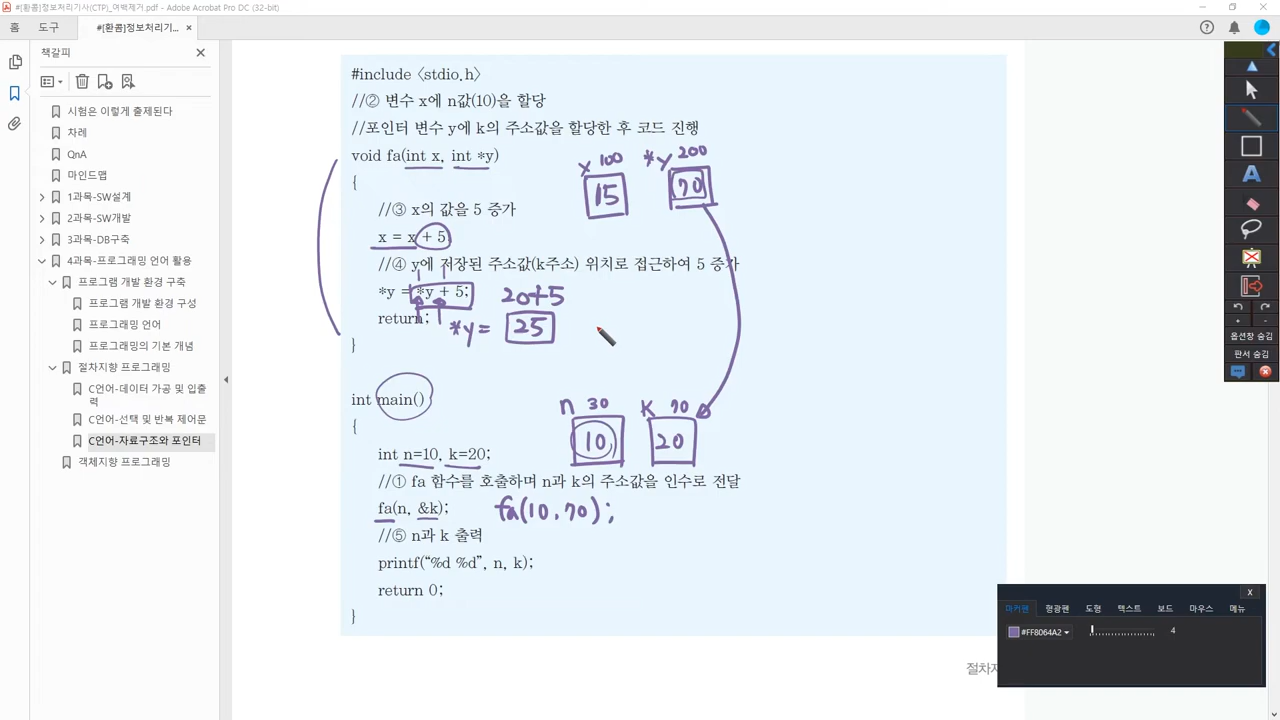 #[환콤]정보처리기사(CTP)_여백제거.pdf - Adobe Acrobat Pro DC (32-bit)
홈 도구 #[환콤]정보처리기... ×
책갈피
시험은 이렇게 출제된다
차례
QnA
마인드맵
1과목-SW설계
2과목-SW개발
3과목-DB구축
4과목-프로그래밍 언어 활용
프로그램 개발 환경 구축
프로그램 개발 환경 구성
프로그래밍 언어
프로그래밍의 기본 개념
절차지향 프로그래밍
C언어-데이터 가공 및 입출
력
C언어-선택 및 반복 제어문
C언어-자료구조와 포인터
객체지향 프로그래밍
#include 〈stdio.h〉
//② 변수 x에 n값(10)을 할당
//포인터 변수 y에 k의 주소값을 할당한 후 코드 진행
void fa(int x, int *y)
x 100 *y 200
{
15 70
//③ x의 값을 5 증가
x = x + 5
//④ y에 저장된 주소값(k주소) 위치로 접근하여 5 증가
*y = *y + 5; 20+5
return; *y = 25
}
int main()
n 30 k 70
{
10 20
int n=10, k=20;
//① fa 함수를 호출하며 n과 k의 주소값을 인수로 전달
fa(n, &k); fa(10, 70);
//⑤ n과 k 출력
printf(“%d %d”, n, k);
return 0;
}
절차지
옵션창 숨김
판서 숨김
X
마커펜 형광펜 도형 텍스트 보드 마우스 메뉴
#FF8064A2 4